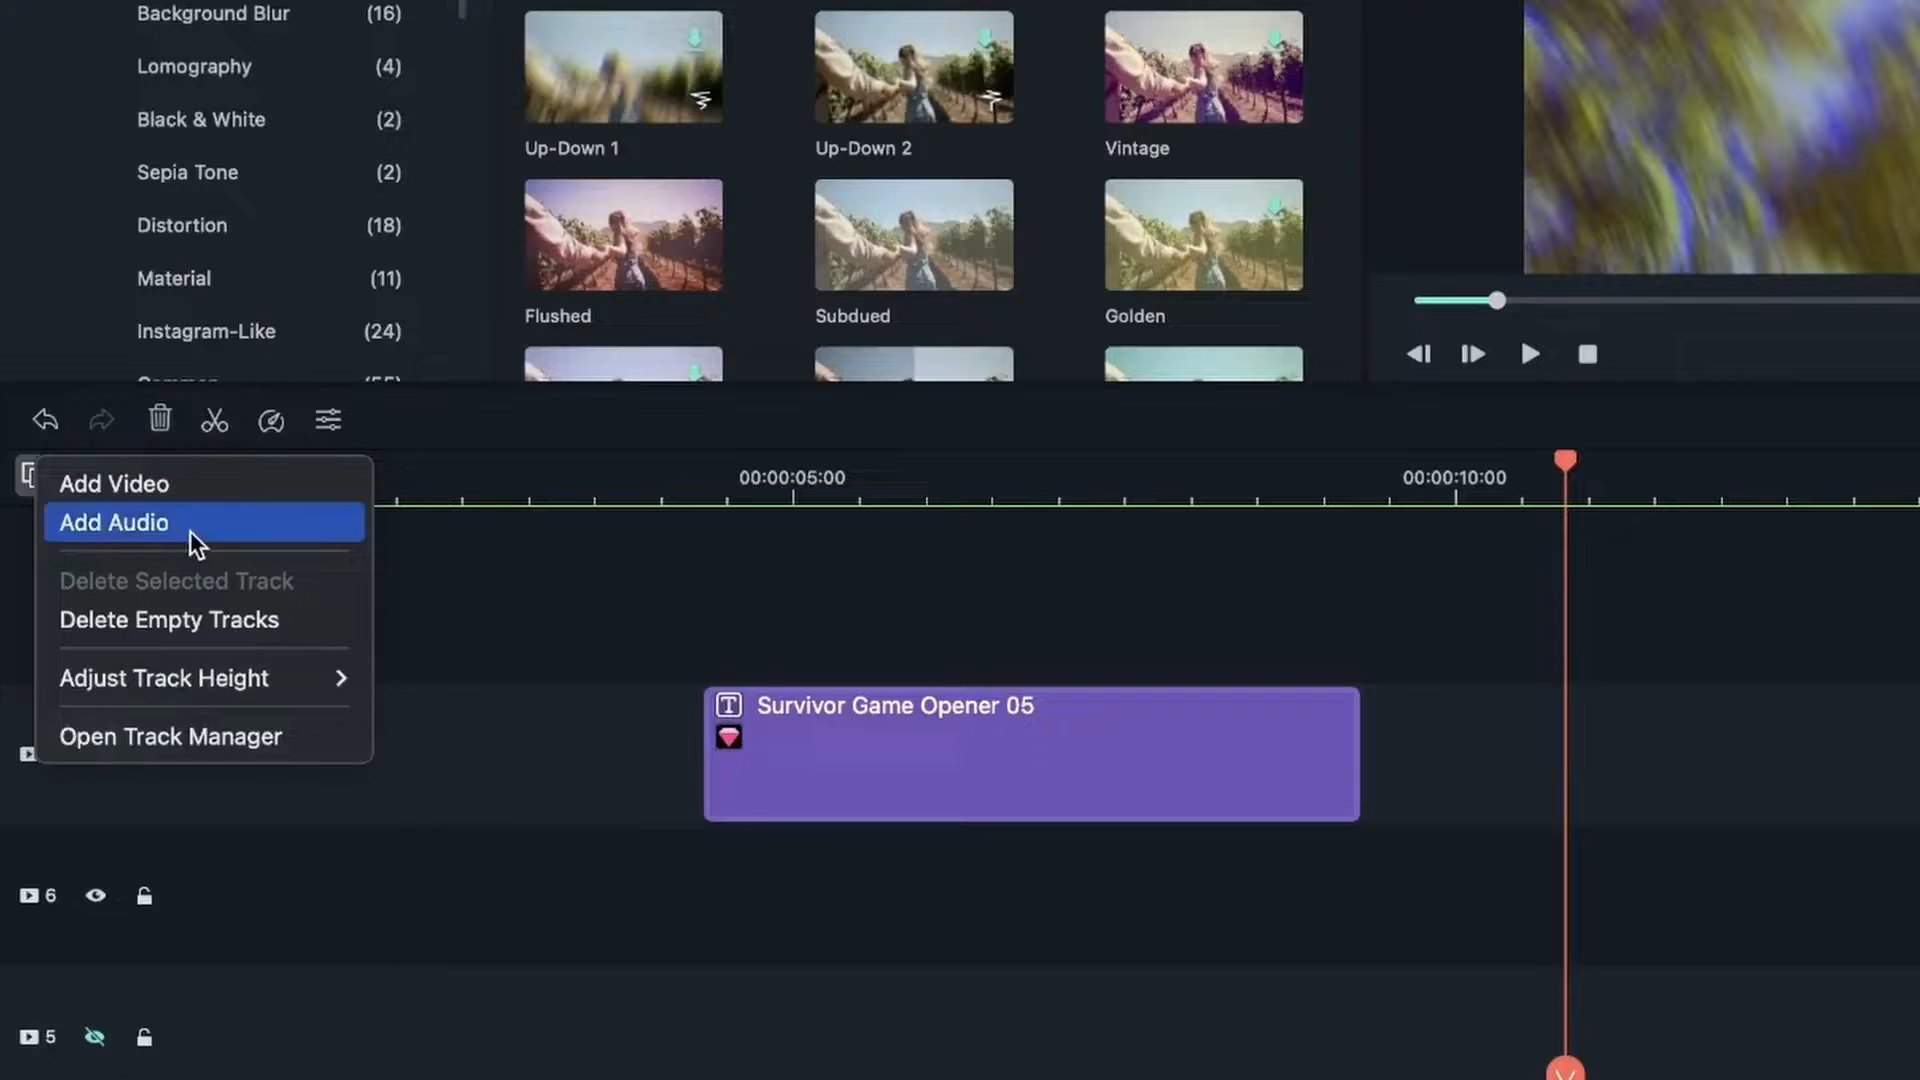 Background Blur (16)
Lomography (4)
Black & White (2)
Sepia Tone (2)
Distortion (18)
Material (11)
Instagram-Like (24)
Up-Down 1
Up-Down 2
Vintage
Flushed
Subdued
Golden
Add Video
Add Audio
Delete Selected Track
Delete Empty Tracks
Adjust Track Height
Open Track Manager
00:00:05:00
00:00:10:00
T Survivor Game Opener 05
6
5